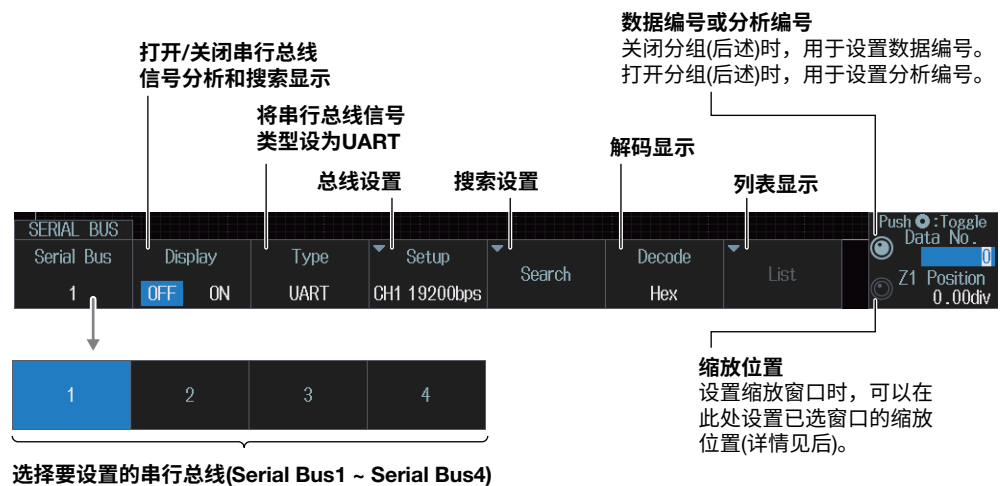 数据编号或分析编号
关闭分组(后述)时，用于设置数据编号。
打开分组(后述)时，用于设置分析编号。
打开/关闭串行总线
信号分析和搜索显示
将串行总线信号
类型设为UART
解码显示
总线设置
搜索设置
列表显示
SERIAL BUS
Serial Bus
1
Display
OFF ON
Type
UART
Setup
CH1 19200bps
Search
Decode
Hex
List
Push :Toggle
Data No.
0
Z1 Position
0.00div
1
2
3
4
缩放位置
设置缩放窗口时，可以在
此处设置已选窗口的缩放
位置(详情见后)。
选择要设置的串行总线(Serial Bus1 ~ Serial Bus4)